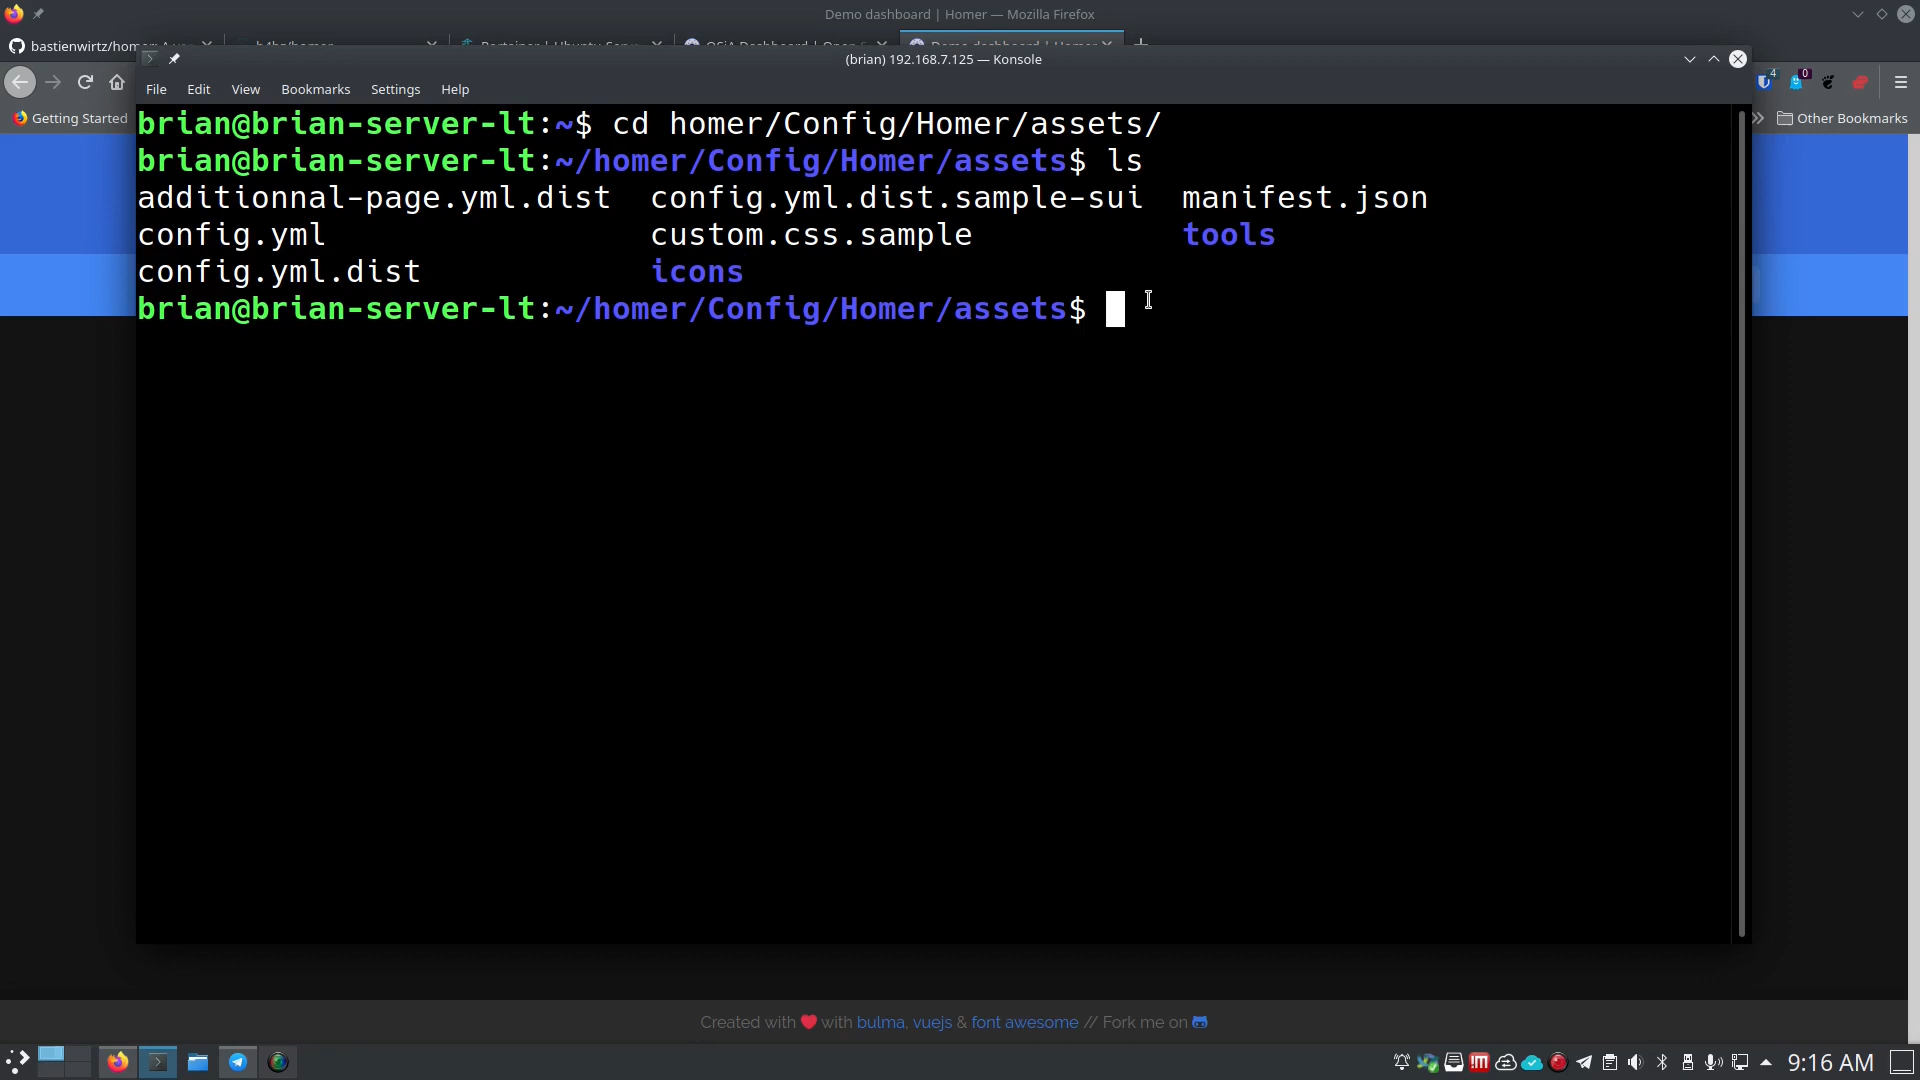 Demo dashboard | Homer — Mozilla Firefox
bastienwirtz/home
(brian) 192.168.7.125 — Konsole
File Edit View Bookmarks Settings Help
4 0
Getting Started
Other Bookmarks
brian@brian-server-lt:~$ cd homer/Config/Homer/assets/
brian@brian-server-lt:~/homer/Config/Homer/assets$ ls
additionnal-page.yml.dist config.yml.dist.sample-sui manifest.json
config.yml custom.css.sample tools
config.yml.dist icons
brian@brian-server-lt:~/homer/Config/Homer/assets$
Created with ❤️ with bulma, vuejs & font awesome // Fork me on
9:16 AM